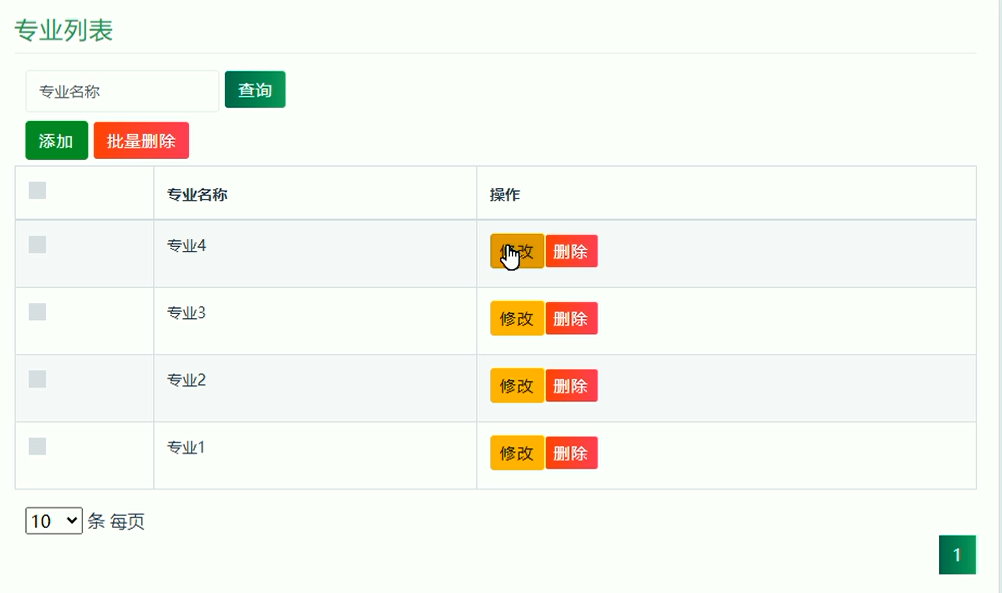 专业列表
专业名称 查询
添加 批量删除
专业名称 操作
专业4 修改 删除
专业3 修改 删除
专业2 修改 删除
专业1 修改 删除
10 条 每页
1